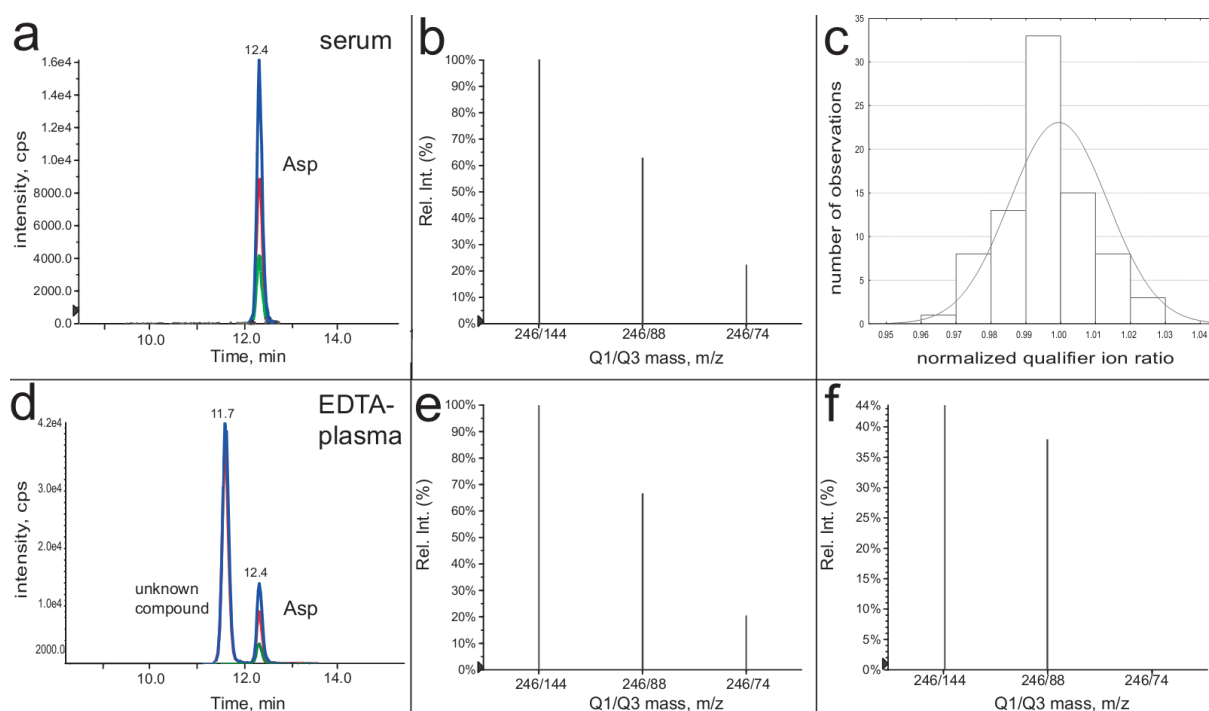 a
serum
12.4
1.6e4
1.4e4
1.2e4
1.0e4
8000.0
6000.0
4000.0
2000.0
0.0
Asp
intensity, cps
10.0 12.0 14.0
Time, min
b
100%
90%
80%
70%
60%
50%
40%
30%
20%
10%
0%
Rel. Int. (%)
246/144 246/88 246/74
Q1/Q3 mass, m/z
c
35
30
25
20
15
10
5
0
number of observations
0.95 0.96 0.97 0.98 0.99 1.00 1.01 1.02 1.03 1.04
normalized qualifier ion ratio
d
EDTA-
plasma
11.7
4.2e4
3.0e4
2.0e4
1.0e4
2000.0
intensity, cps
unknown
compound
12.4
Asp
10.0 12.0 14.0
Time, min
e
100%
90%
80%
70%
60%
50%
40%
30%
20%
10%
0%
Rel. Int. (%)
246/144 246/88 246/74
Q1/Q3 mass, m/z
f
44%
40%
35%
30%
25%
20%
15%
10%
5%
0%
Rel. Int. (%)
246/144 246/88 246/74
Q1/Q3 mass, m/z